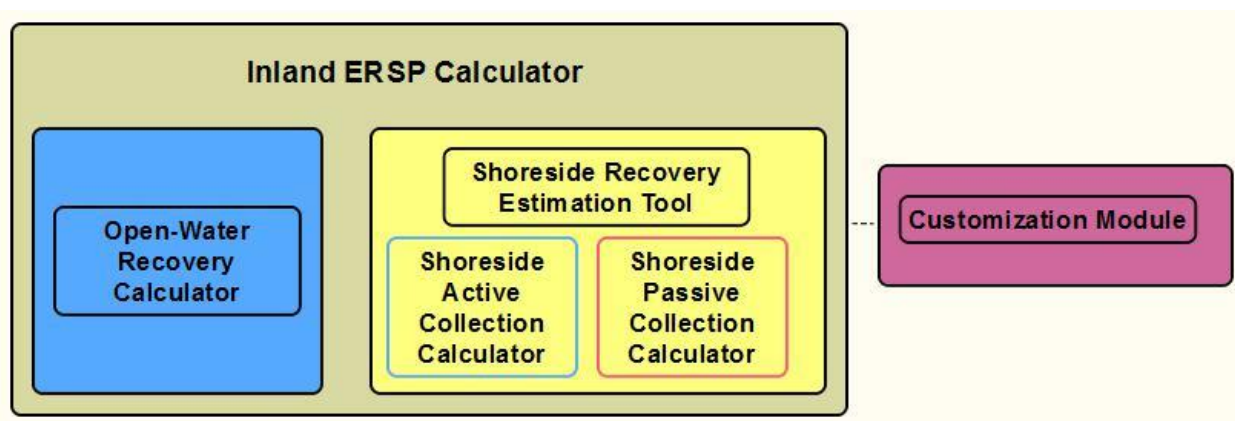 Inland ERSP Calculator
Open-Water
Recovery
Calculator
Shoreside Recovery
Estimation Tool
Shoreside
Active
Collection
Calculator
Shoreside
Passive
Collection
Calculator
Customization Module